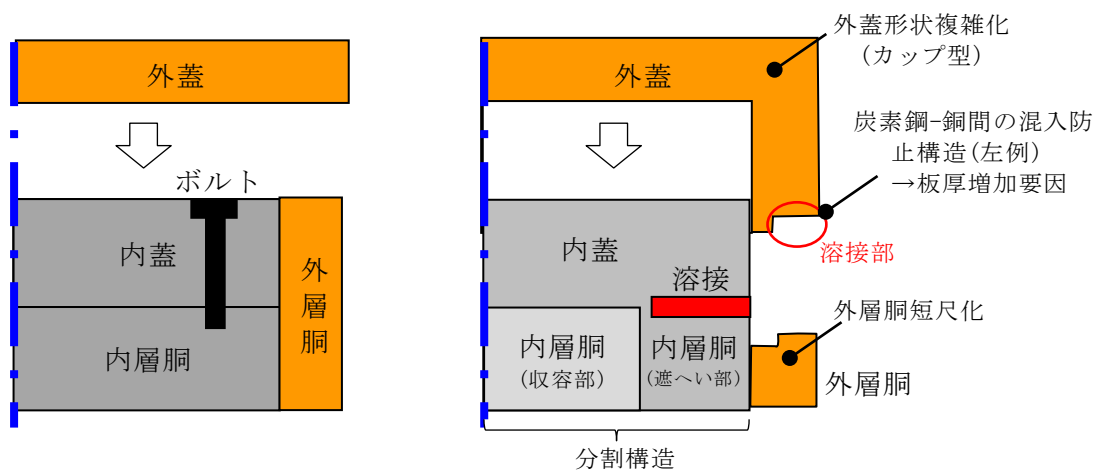 外蓋
ボルト
内蓋
内層胴
外層胴
外蓋
外蓋形状複雑化
(カップ型)
炭素鋼-銅間の混入防
止構造(左例)
→板厚増加要因
溶接部
内蓋
溶接
内層胴
(収容部)
内層胴
(遮へい部)
外層胴短尺化
外層胴
分割構造